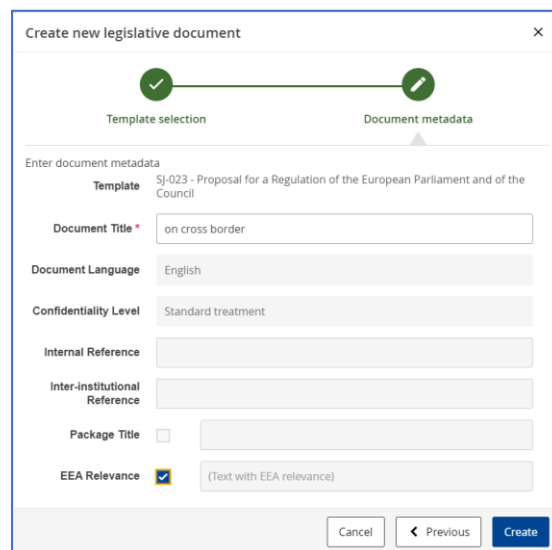 Create new legislative document
Template selection
Document metadata
Enter document metadata
Template
SJ-023 - Proposal for a Regulation of the European Parliament and of the
Council
Document Title *
on cross border
Document Language
English
Confidentiality Level
Standard treatment
Internal Reference
Inter-institutional
Reference
Package Title
EEA Relevance
(Text with EEA relevance)
Cancel
Previous
Create